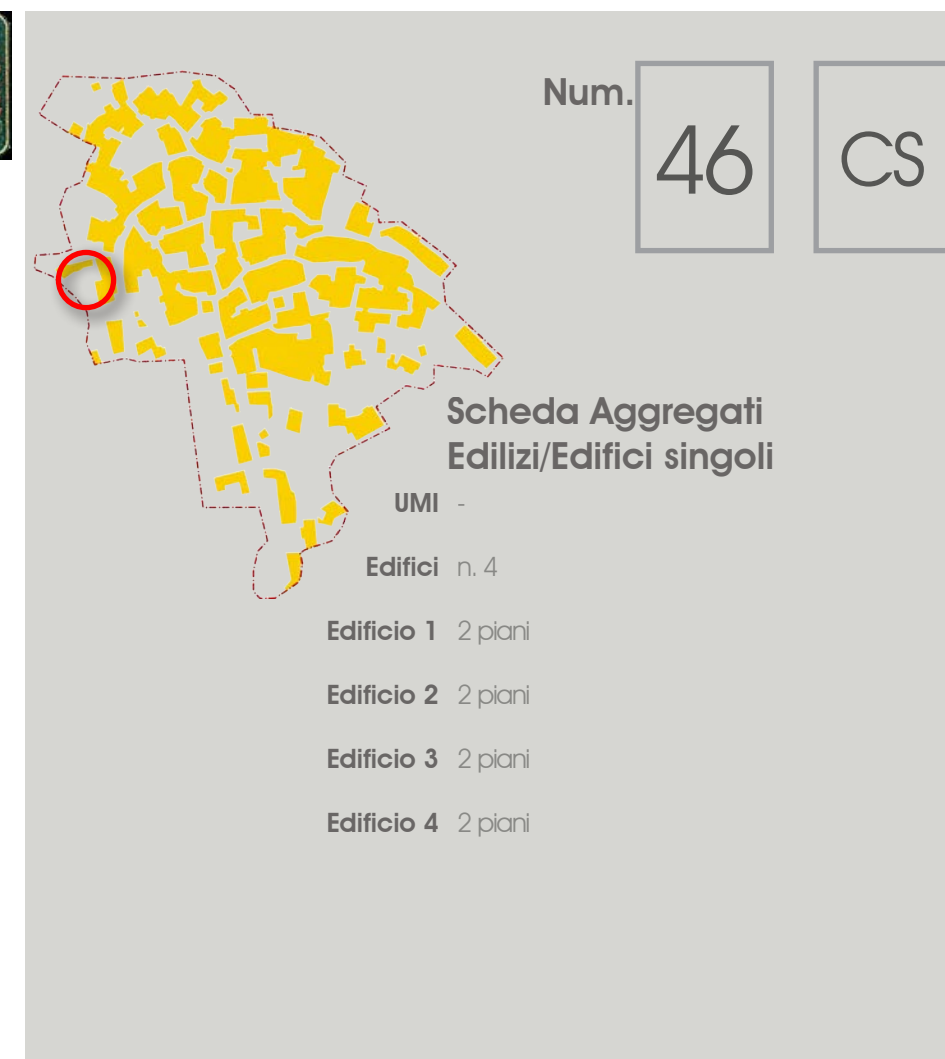 Num.
46
CS
Scheda Aggregati
Edilizi/Edifici singoli
UMI -
Edifici n. 4
Edificio 1 2 piani
Edificio 2 2 piani
Edificio 3 2 piani
Edificio 4 2 piani